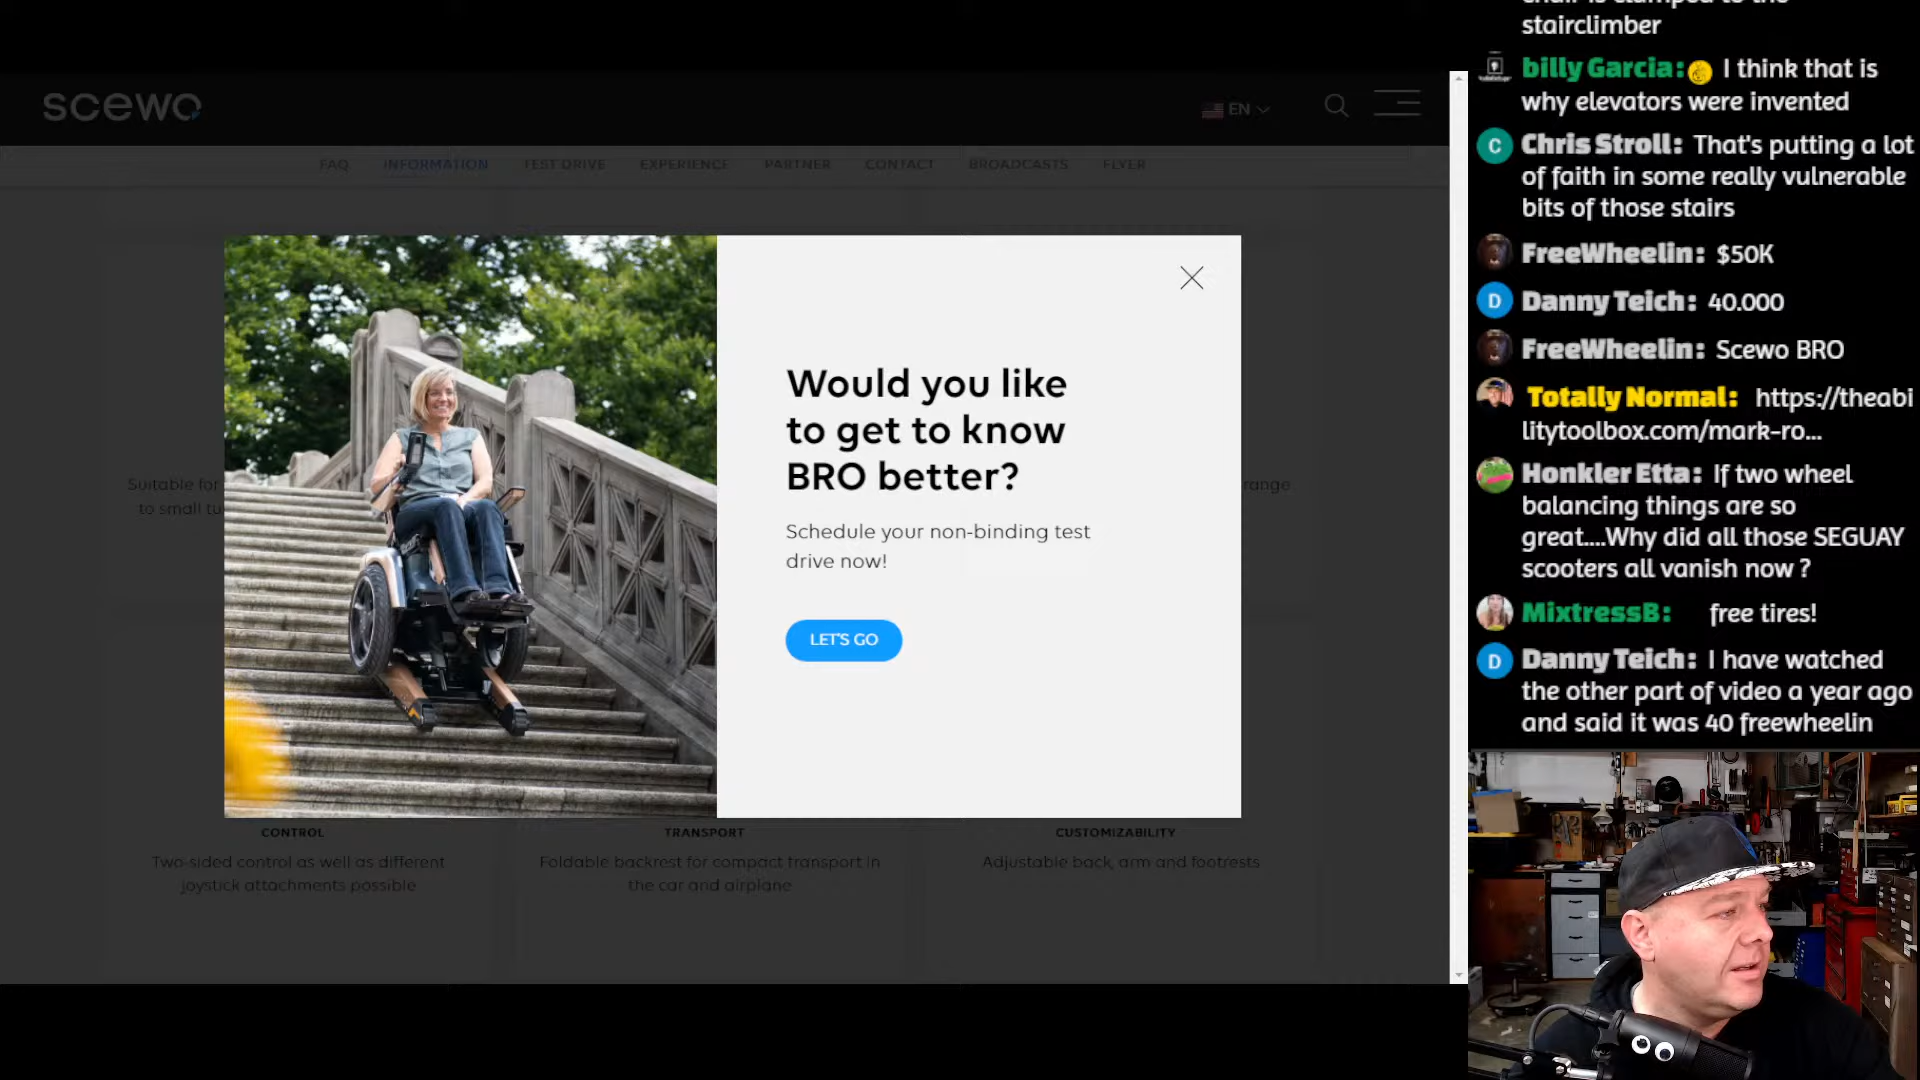 scewo
EN
FAQ INFORMATION TEST DRIVE EXPERIENCE PARTNER CONTACT BROADCASTS FLYER
Suitable for
to small tu
range
Would you like
to get to know
BRO better?
Schedule your non-binding test
drive now!
LET'S GO
CONTROL
Two-sided control as well as different
joystick attachments possible
TRANSPORT
Foldable backrest for compact transport in
the car and airplane
CUSTOMIZABILITY
Adjustable back, arm and footrests
chair is clamped to the
stairclimber
billy Garcia: I think that is
why elevators were invented
Chris Stroll: That's putting a lot
of faith in some really vulnerable
bits of those stairs
FreeWheelin: $50K
Danny Teich: 40.000
FreeWheelin: Scewo BRO
Totally Normal: https://theabi
litytoolbox.com/mark-ro...
Honkler Etta: If two wheel
balancing things are so
great....Why did all those SEGUAY
scooters all vanish now ?
MixtressB: free tires!
Danny Teich: I have watched
the other part of video a year ago
and said it was 40 freewheelin